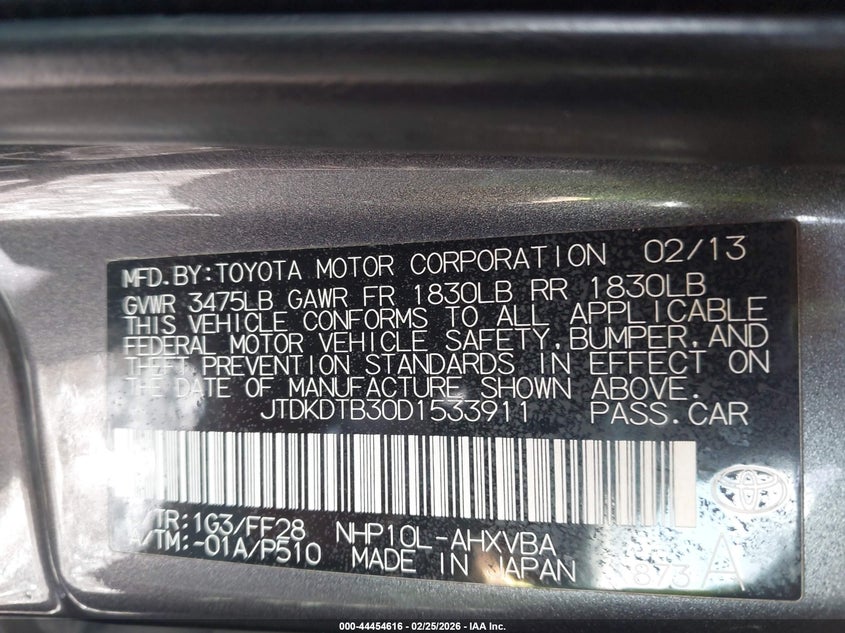 MFD.BY:TOYOTA MOTOR CORPORATION 02/13
GVWR 3475LB GAWR FR 1830LB RR 1830LB
THIS VEHICLE CONFORMS TO ALL APPLICABLE
FEDERAL MOTOR VEHICLE SAFETY,BUMPER,AND
THEFT PREVENTION STANDARDS IN EFFECT ON
THE DATE OF MANUFACTURE SHOWN ABOVE.
JTDKDTB30D1533911 PASS.CAR
/TR:1G3/FF28 NHP10L-AHXVBA
A/TM:-01A/P510 MADE IN JAPAN 873 A
000-44454616 - 02/25/2026 - IAA Inc.